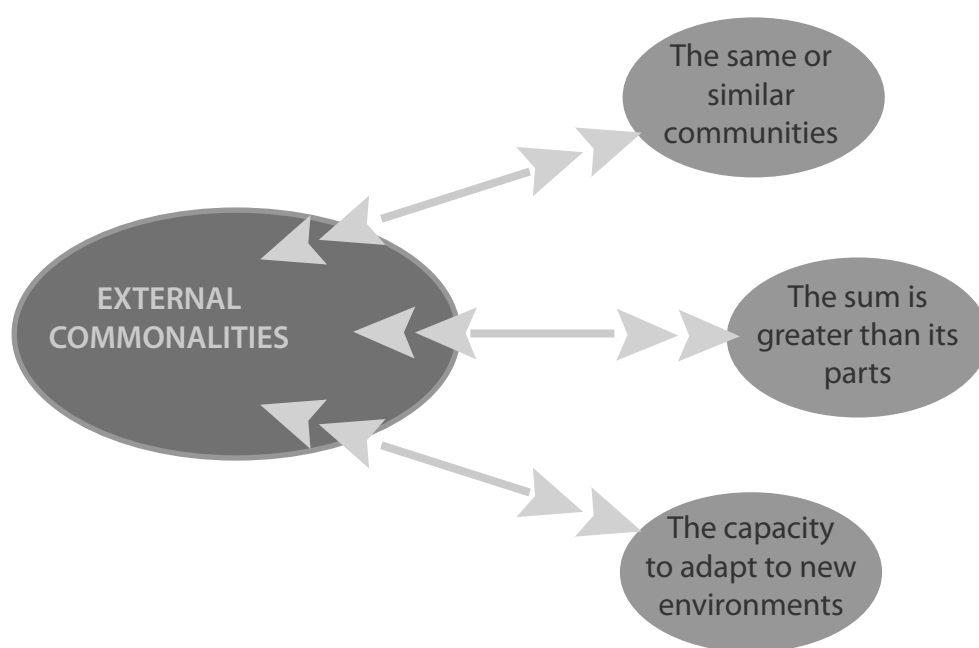 The same or
similar
communities
EXTERNAL
COMMONALITIES
The sum is
greater than its
parts
The capacity
to adapt to new
environments